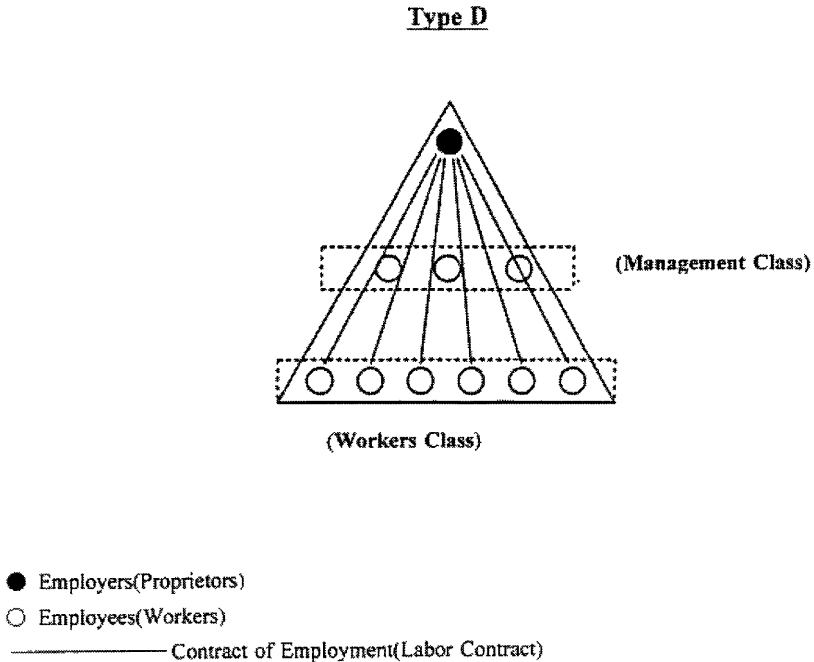 Type D
(Management Class)
(Workers Class)
Employers(Proprietors)
Employees(Workers)
Contract of Employment(Labor Contract)